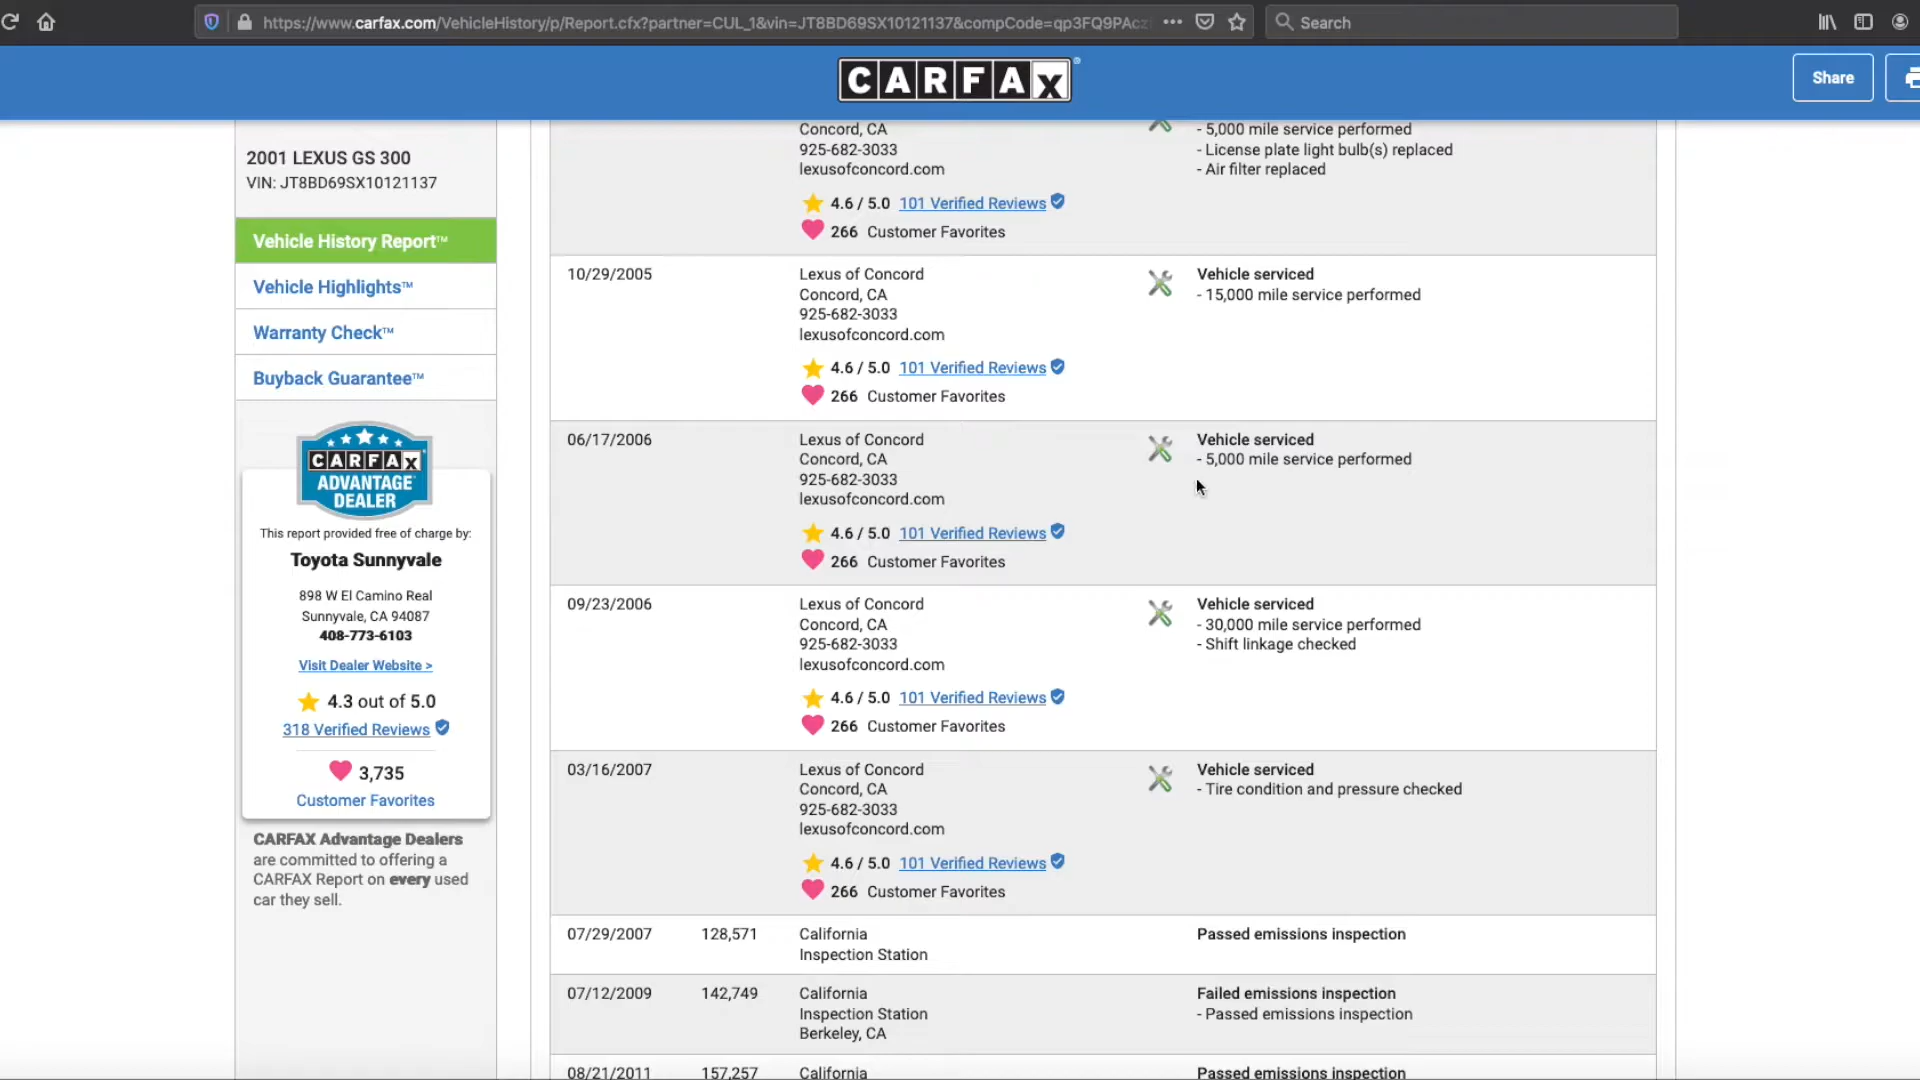 https://www.carfax.com/VehicleHistory/p/Report.cfx?partner=CUL_1&vin=JT8BD69SX10121137&compCode=qp3FQ9PAcz
Search
CARFAX
Share
2001 LEXUS GS 300
VIN: JT8BD69SX10121137
Vehicle History Report™
Vehicle Highlights™
Warranty Check™
Buyback Guarantee™
CARFAX
ADVANTAGE
DEALER
This report provided free of charge by:
Toyota Sunnyvale
898 W El Camino Real
Sunnyvale, CA 94087
408-773-6103
Visit Dealer Website >
4.3 out of 5.0
318 Verified Reviews
3,735
Customer Favorites
CARFAX Advantage Dealers
are committed to offering a
CARFAX Report on every used
car they sell.
Concord, CA
925-682-3033
lexusofconcord.com
4.6 / 5.0 101 Verified Reviews
266 Customer Favorites
- 5,000 mile service performed
- License plate light bulb(s) replaced
- Air filter replaced
10/29/2005
Lexus of Concord
Concord, CA
925-682-3033
lexusofconcord.com
4.6 / 5.0 101 Verified Reviews
266 Customer Favorites
Vehicle serviced
- 15,000 mile service performed
06/17/2006
Lexus of Concord
Concord, CA
925-682-3033
lexusofconcord.com
4.6 / 5.0 101 Verified Reviews
266 Customer Favorites
Vehicle serviced
- 5,000 mile service performed
09/23/2006
Lexus of Concord
Concord, CA
925-682-3033
lexusofconcord.com
4.6 / 5.0 101 Verified Reviews
266 Customer Favorites
Vehicle serviced
- 30,000 mile service performed
- Shift linkage checked
03/16/2007
Lexus of Concord
Concord, CA
925-682-3033
lexusofconcord.com
4.6 / 5.0 101 Verified Reviews
266 Customer Favorites
Vehicle serviced
- Tire condition and pressure checked
07/29/2007 128,571
California
Inspection Station
Passed emissions inspection
07/12/2009 142,749
California
Inspection Station
Berkeley, CA
Failed emissions inspection
- Passed emissions inspection
08/21/2011 157,257 California Passed emissions inspection